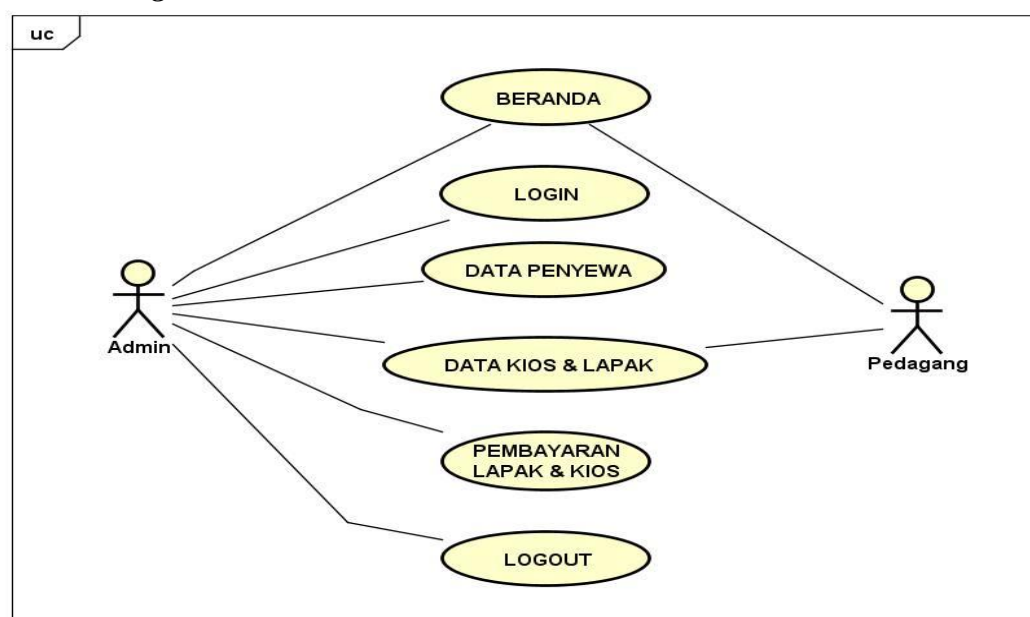 uc
BERANDA
LOGIN
DATA PENYEWA
Admin
DATA KIOS & LAPAK
Pedagang
PEMBAYARAN
LAPAK & KIOS
LOGOUT